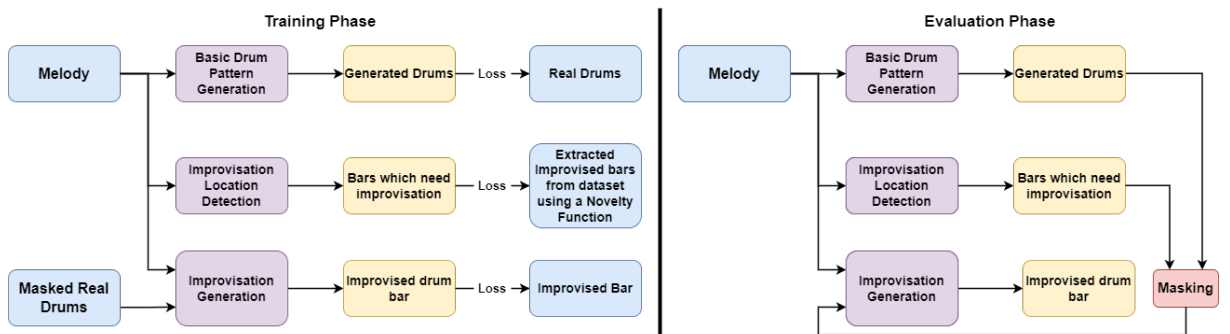 Training Phase
Melody
Basic Drum
Pattern
Generation
Generated Drums
Loss
Real Drums
Improvisation
Location
Detection
Bars which need
improvisation
Loss
Extracted
Improvised bars
from dataset
using a Novelty
Function
Masked Real
Drums
Improvisation
Generation
Improvised drum
bar
Loss
Improvised Bar
Evaluation Phase
Melody
Basic Drum
Pattern
Generation
Generated Drums
Improvisation
Location
Detection
Bars which need
improvisation
Improvisation
Generation
Improvised drum
bar
Masking